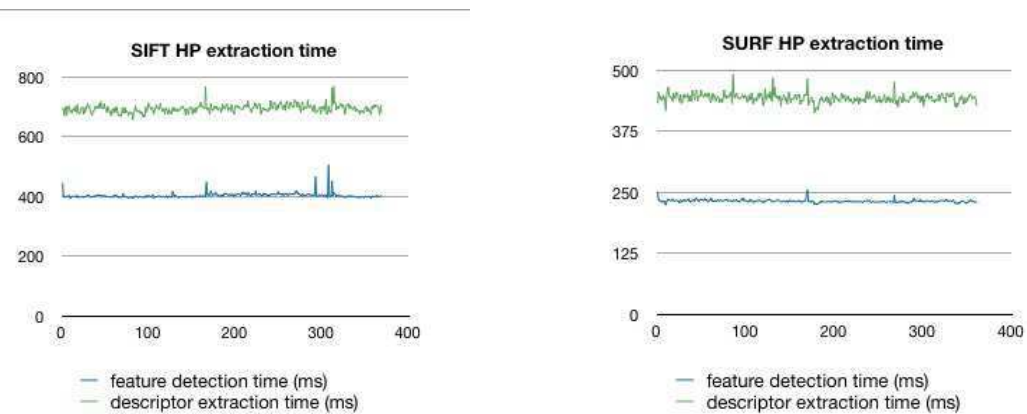 SIFT HP extraction time
800
600
400
200
0
0 100 200 300 400
feature detection time (ms)
descriptor extraction time (ms)
SURF HP extraction time
500
375
250
125
0
0 100 200 300 400
feature detection time (ms)
descriptor extraction time (ms)